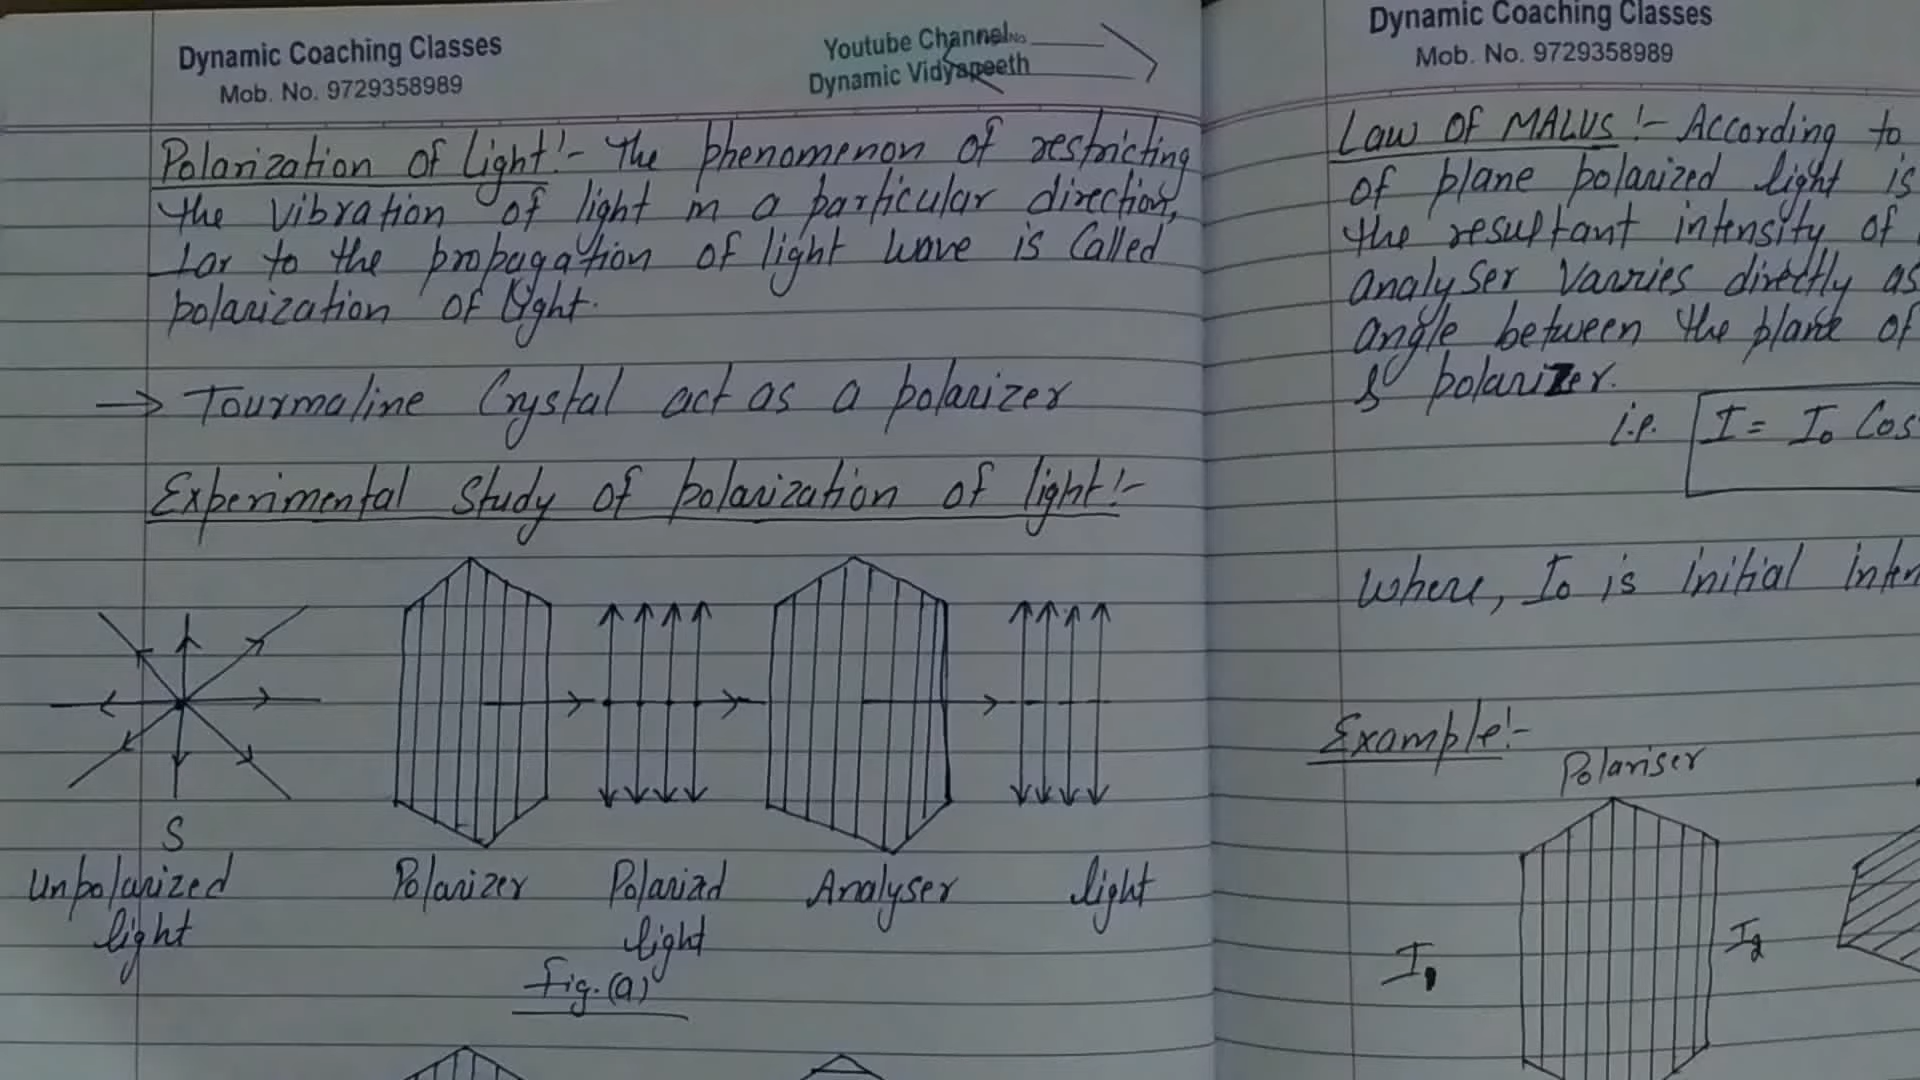 Dynamic Coaching Classes
Mob. No. 9729358989
Youtube Channel No.
Dynamic Vidyapeeth
Polarization of Light :- The phenomenon of restricting
the vibration of light in a particular direction,
⊥ar to the propagation of light wave is called
polarization of light.
→ Tourmaline Crystal act as a polarizer
Experimental Study of polarization of light :-
S
Unpolarized
light
Polarizer
Polarizd
light
Analyser
light
Fig. (a)
Dynamic Coaching Classes
Mob. No. 9729358989
Law Of MALUS :- According to
of plane polarized light is
the resultant intensity of
analyser varries directly as
angle between the plane of
& polarizer.
i.e. I = I₀ Cos
where, I₀ is initial inten
Example :-
Polariser
I₁
I₂